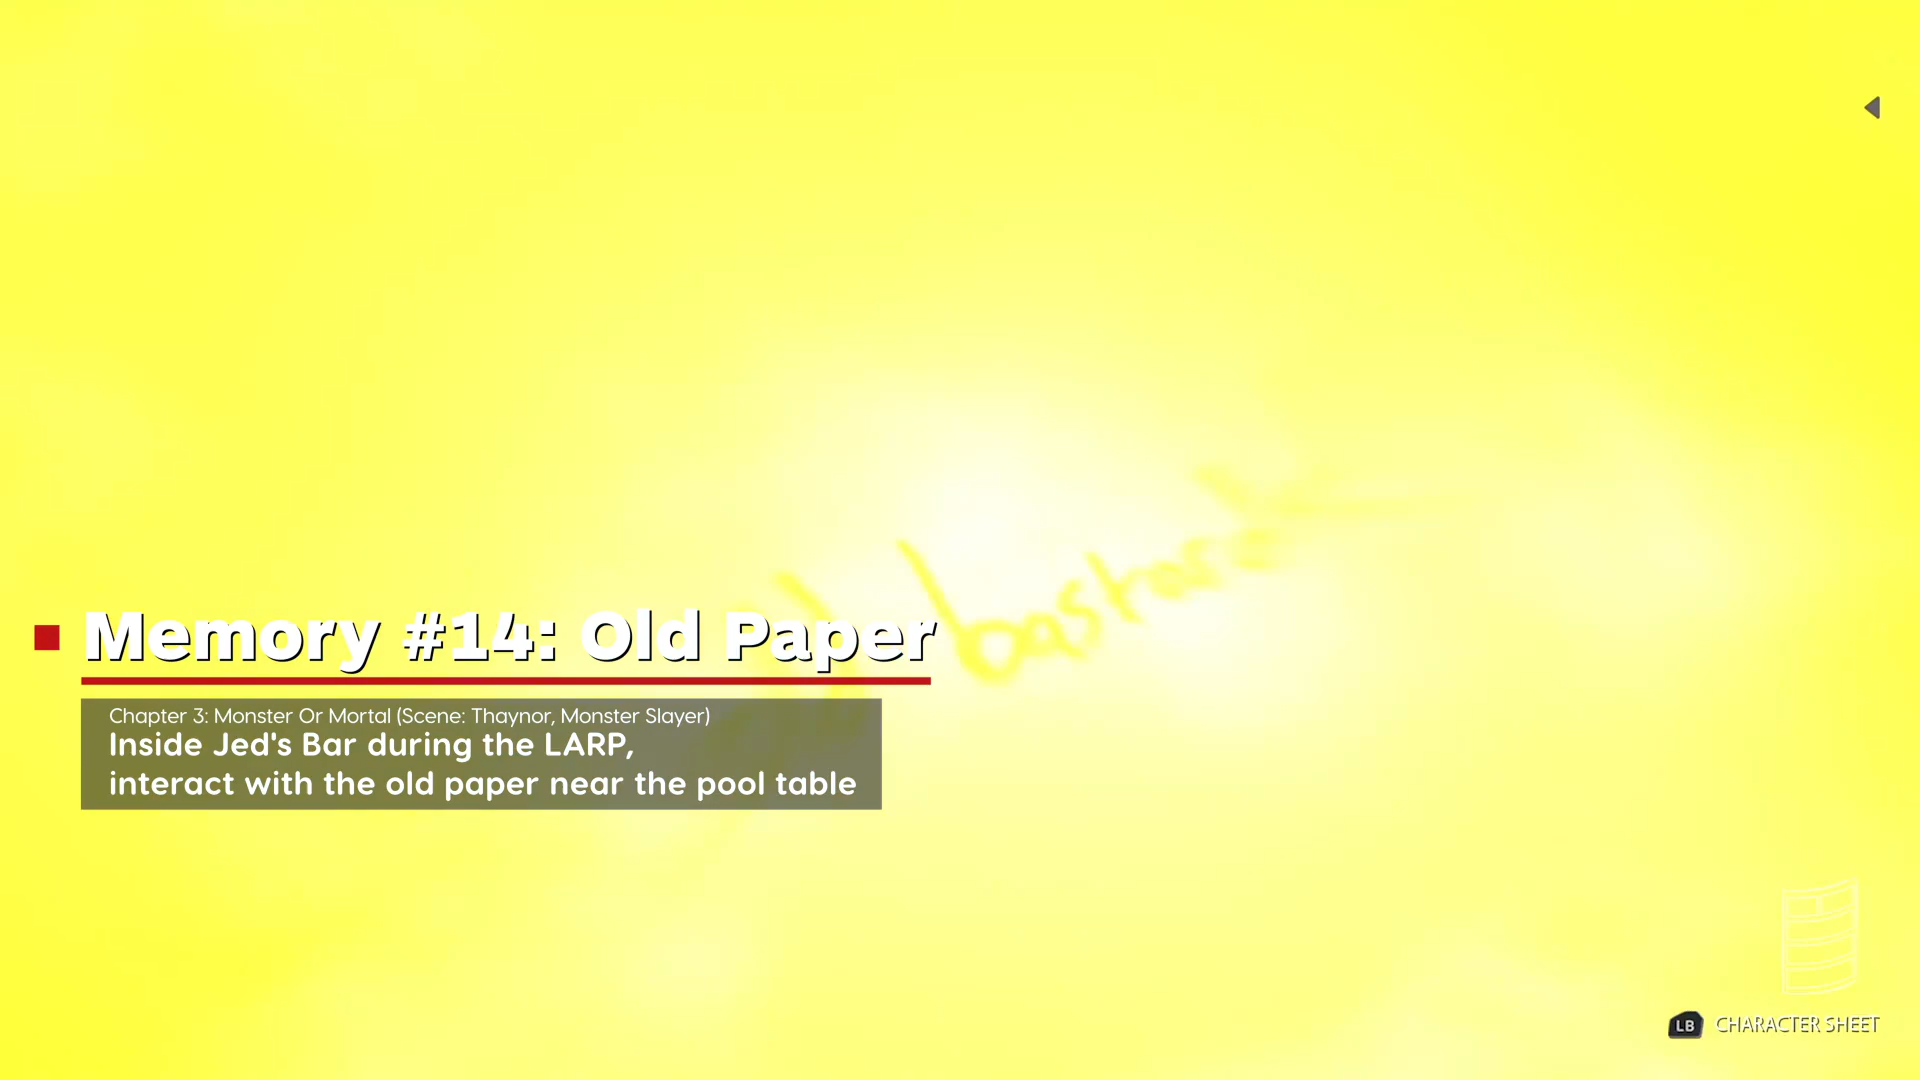 Memory #14: Old Paper
Chapter 3: Monster Or Mortal (Scene: Thaynor, Monster Slayer)
Inside Jed's Bar during the LARP,
interact with the old paper near the pool table
LB CHARACTER SHEET